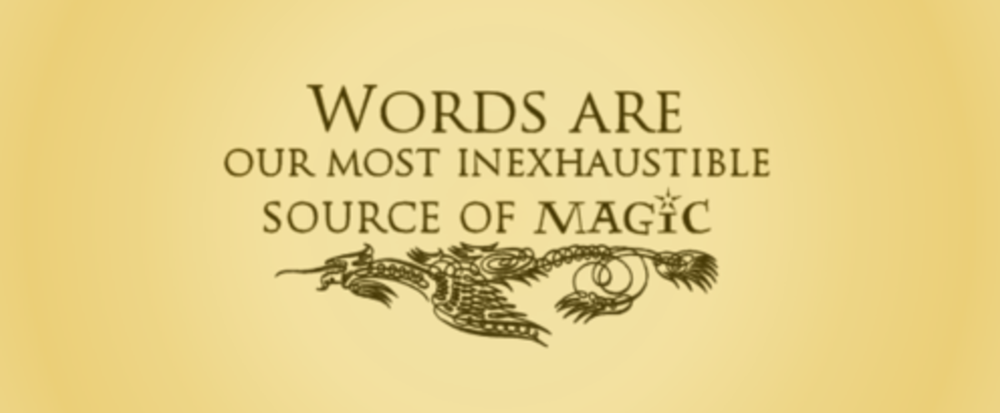 WORDS ARE
OUR MOST INEXHAUSTIBLE
SOURCE OF MAGIC